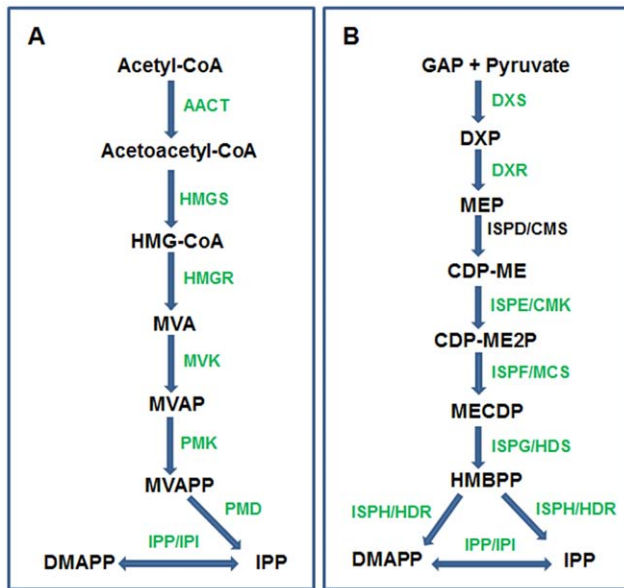 A
Acetyl-CoA
AACT
Acetoacetyl-CoA
HMGS
HMG-CoA
HMGR
MVA
MVK
MVAP
PMK
MVAPP
PMD
IPP/IPI
DMAPP
IPP
B
GAP + Pyruvate
DXS
DXP
DXR
MEP
ISPD/CMS
CDP-ME
ISPE/CMK
CDP-ME2P
ISPF/MCS
MECDP
ISPG/HDS
HMBPP
ISPH/HDR
ISPH/HDR
IPP/IPI
DMAPP
IPP